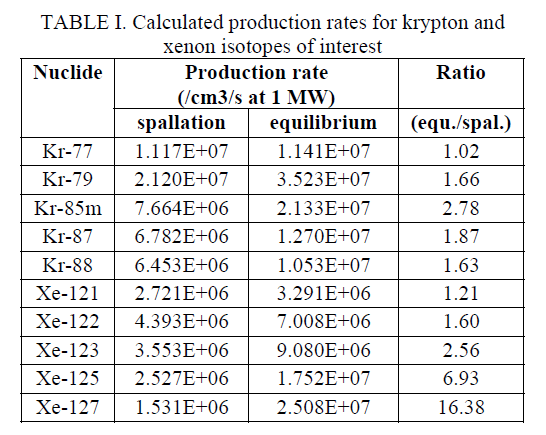 TABLE I. Calculated production rates for krypton and
xenon isotopes of interest
Nuclide Production rate Ratio
(/cm3/s at 1 MW)
spallation equilibrium (equ./spal.)
Kr-77 1.117E+07 1.141E+07 1.02
Kr-79 2.120E+07 3.523E+07 1.66
Kr-85m 7.664E+06 2.133E+07 2.78
Kr-87 6.782E+06 1.270E+07 1.87
Kr-88 6.453E+06 1.053E+07 1.63
Xe-121 2.721E+06 3.291E+06 1.21
Xe-122 4.393E+06 7.008E+06 1.60
Xe-123 3.553E+06 9.080E+06 2.56
Xe-125 2.527E+06 1.752E+07 6.93
Xe-127 1.531E+06 2.508E+07 16.38